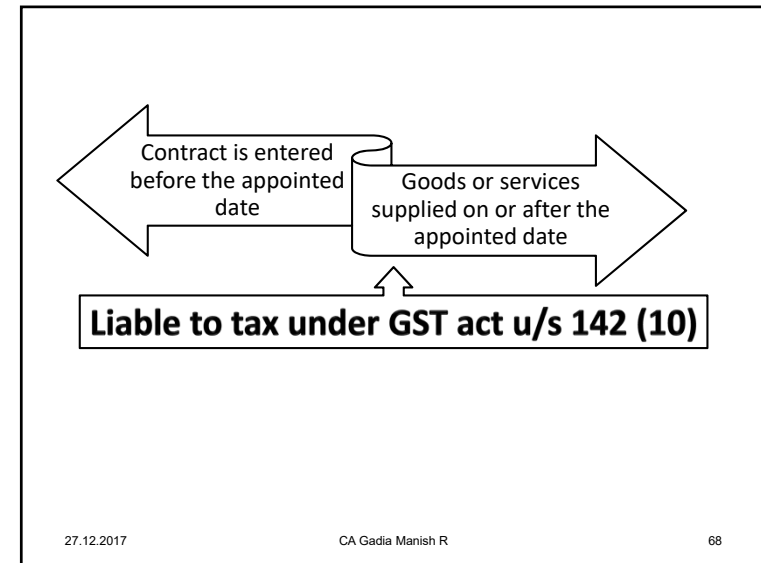 Contract is entered
before the appointed
date
Goods or services
supplied on or after the
appointed date
Liable to tax under GST act u/s 142 (10)
27.12.2017
CA Gadia Manish R
68